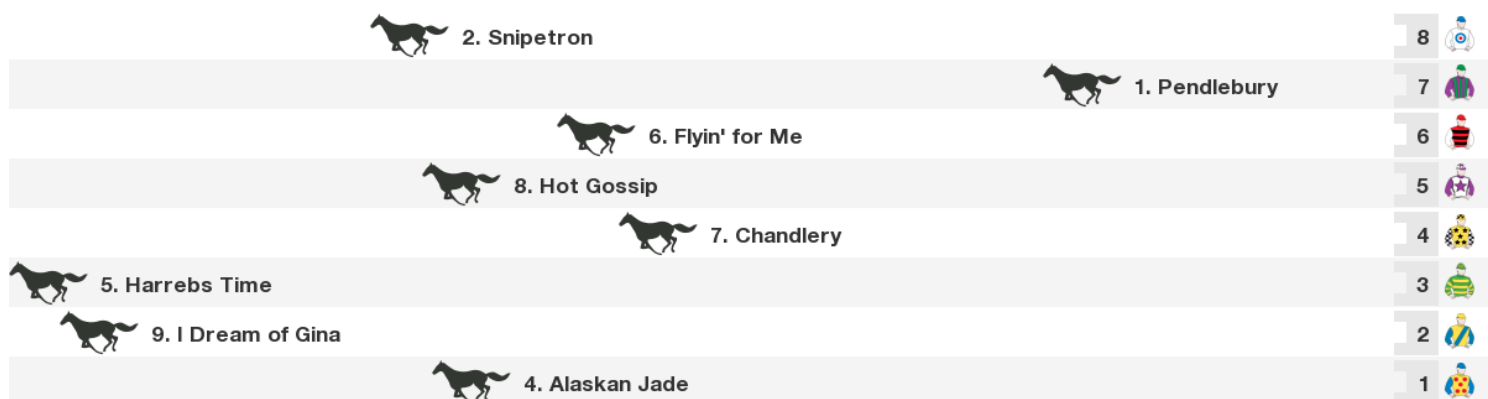 2. Snipetron 8
1. Pendlebury 7
6. Flyin' for Me 6
8. Hot Gossip 5
7. Chandlery 4
5. Harrebs Time 3
9. I Dream of Gina 2
4. Alaskan Jade 1